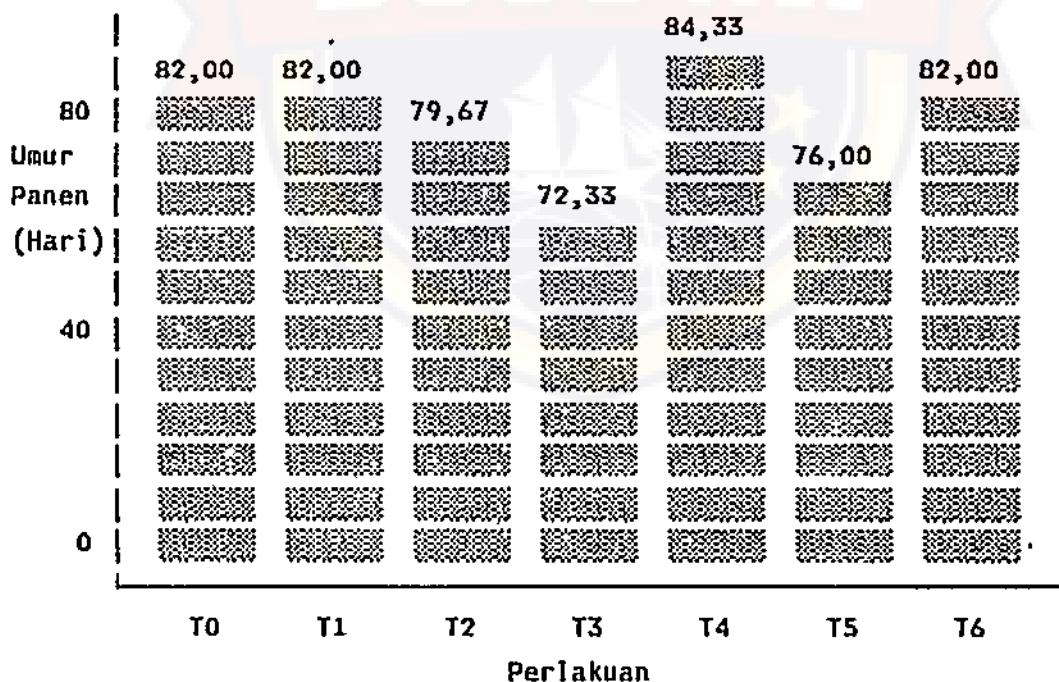 84,33
82,00 82,00 82,00
80 79,67
Umur 76,00
Panen 72,33
(Hari)
40
0
T0 T1 T2 T3 T4 T5 T6
Perlakuan